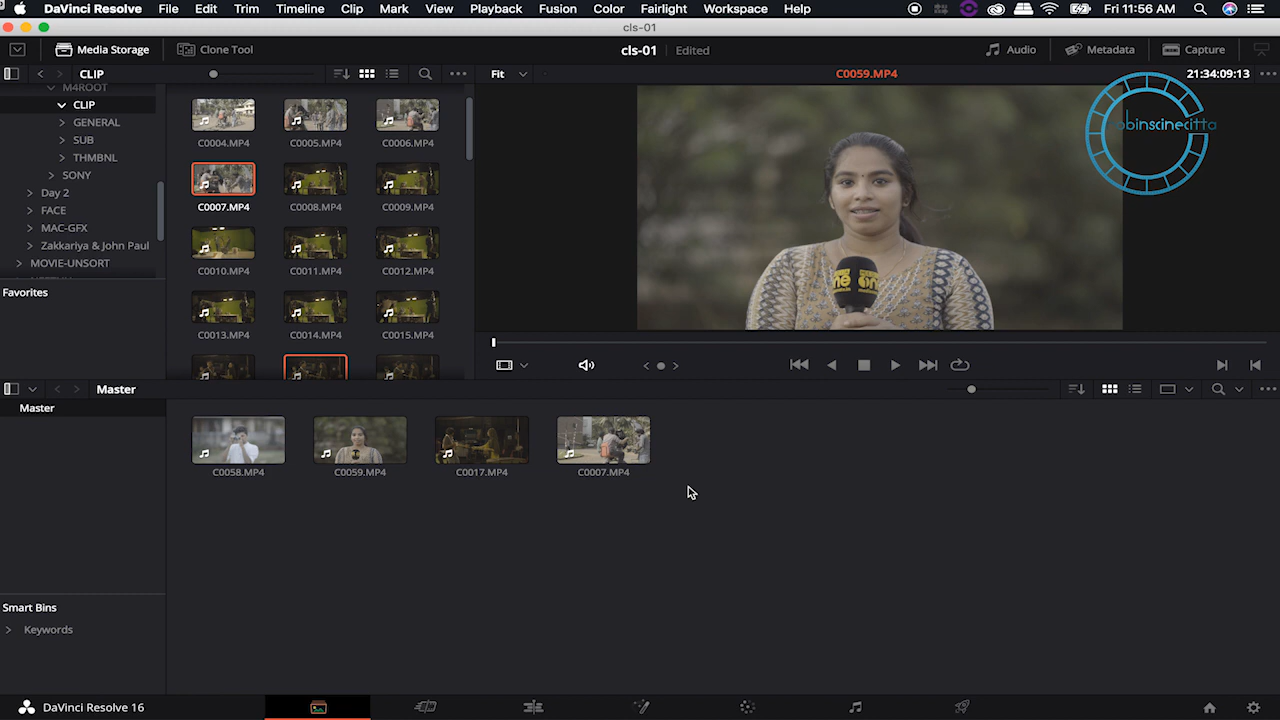 DaVinci Resolve File Edit Trim Timeline Clip Mark View Playback Fusion Color Fairlight Workspace Help Fri 11:56 AM
cls-01
Media Storage Clone Tool cls-01 Edited Audio Metadata Capture
CLIP Fit C0059.MP4 21:34:09:13
M4ROOT
CLIP
GENERAL
SUB
THMBNL
SONY
Day 2
FACE
MAC-GFX
Zakkariya & John Paul
MOVIE-UNSORT
Favorites
C0004.MP4 C0005.MP4 C0006.MP4
C0007.MP4 C0008.MP4 C0009.MP4
C0010.MP4 C0011.MP4 C0012.MP4
C0013.MP4 C0014.MP4 C0015.MP4
obinscinecitta
Master
Master
C0058.MP4 C0059.MP4 C0017.MP4 C0007.MP4
Smart Bins
Keywords
DaVinci Resolve 16